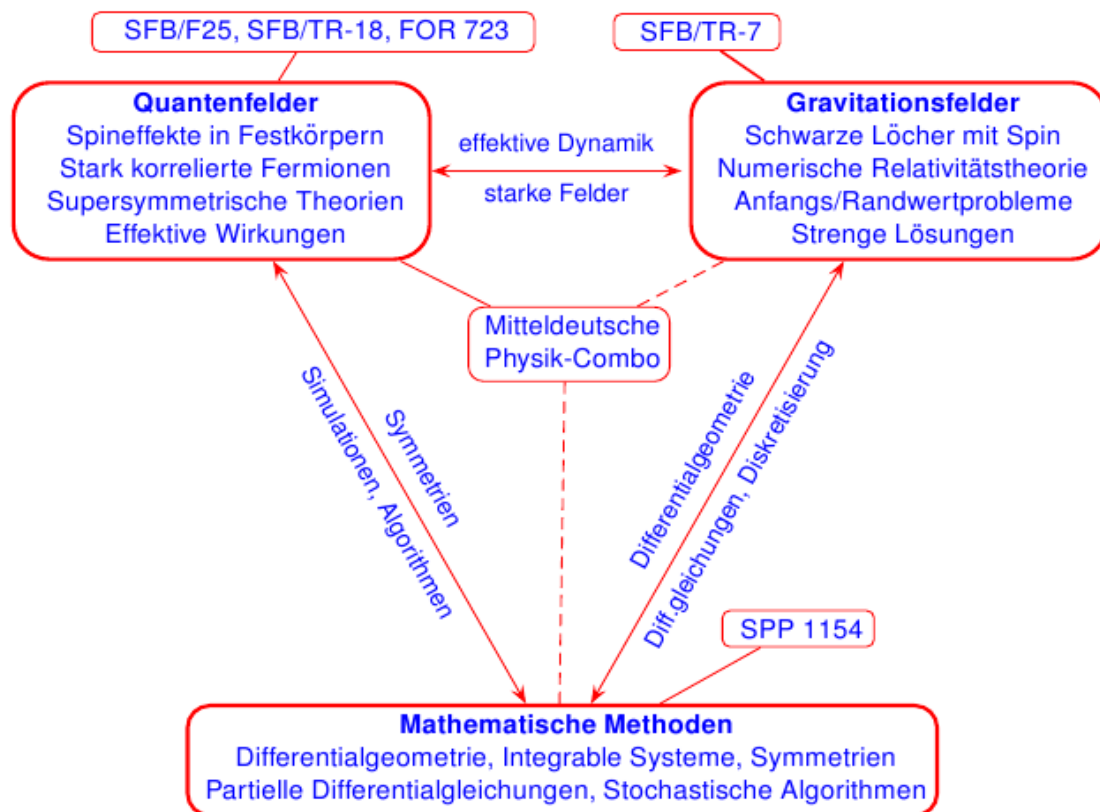 SFB/F25, SFB/TR-18, FOR 723
SFB/TR-7
Quantenfelder
Spineffekte in Festkörpern
Stark korrelierte Fermionen
Supersymmetrische Theorien
Effektive Wirkungen
effektive Dynamik
starke Felder
Gravitationsfelder
Schwarze Löcher mit Spin
Numerische Relativitätstheorie
Anfangs/Randwertprobleme
Strenge Lösungen
Mitteldeutsche
Physik-Combo
Symmetrien
Simulationen, Algorithmen
Differentialgeometrie
Diff.gleichungen, Diskretisierung
SPP 1154
Mathematische Methoden
Differentialgeometrie, Integrable Systeme, Symmetrien
Partielle Differentialgleichungen, Stochastische Algorithmen